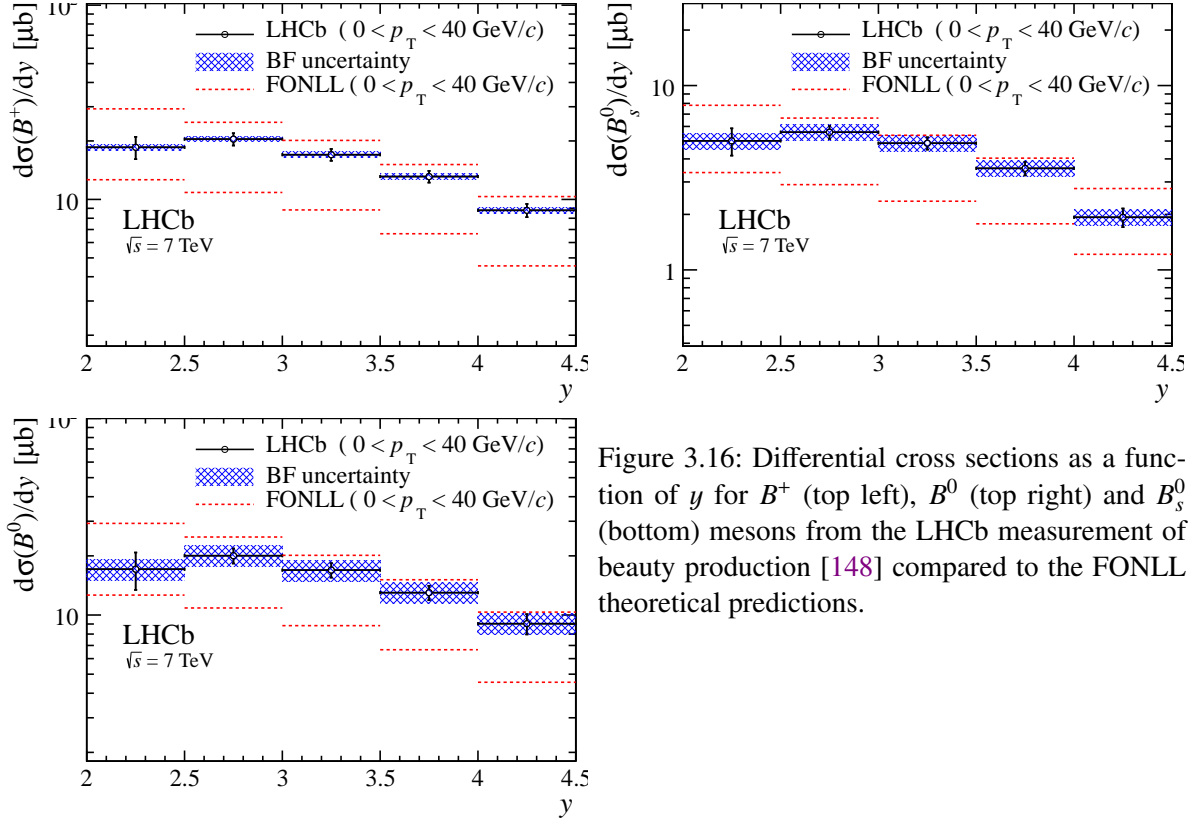 10²
LHCb ( 0 < p_T < 40 GeV/c)
BF uncertainty
FONLL ( 0 < p_T < 40 GeV/c)
dσ(B⁺)/dy [µb]
10
LHCb
√s = 7 TeV
2 2.5 3 3.5 4 4.5
y
LHCb ( 0 < p_T < 40 GeV/c)
BF uncertainty
FONLL ( 0 < p_T < 40 GeV/c)
dσ(B⁰_s)/dy [µb]
10
1
LHCb
√s = 7 TeV
2 2.5 3 3.5 4 4.5
y
LHCb ( 0 < p_T < 40 GeV/c)
BF uncertainty
FONLL ( 0 < p_T < 40 GeV/c)
dσ(B⁰)/dy [µb]
10
LHCb
√s = 7 TeV
2 2.5 3 3.5 4 4.5
y
Figure 3.16: Differential cross sections as a func-
tion of y for B⁺ (top left), B⁰ (top right) and B⁰_s
(bottom) mesons from the LHCb measurement of
beauty production [148] compared to the FONLL
theoretical predictions.